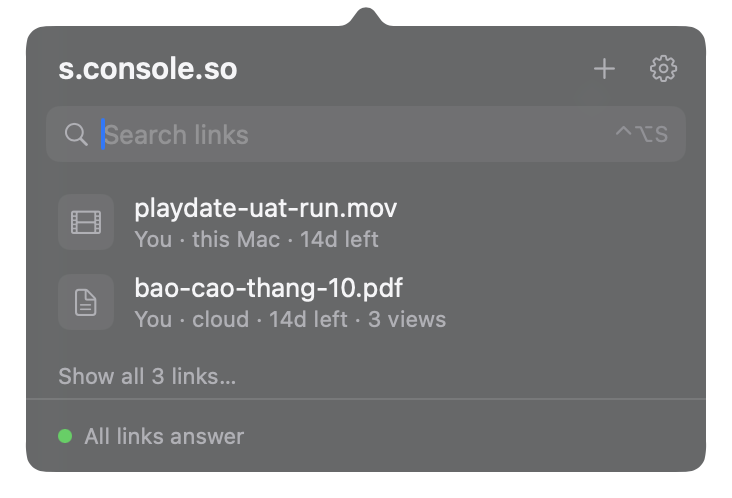 s.console.so
Search links ^⌥S
playdate-uat-run.mov
You · this Mac · 14d left
bao-cao-thang-10.pdf
You · cloud · 14d left · 3 views
Show all 3 links...
All links answer